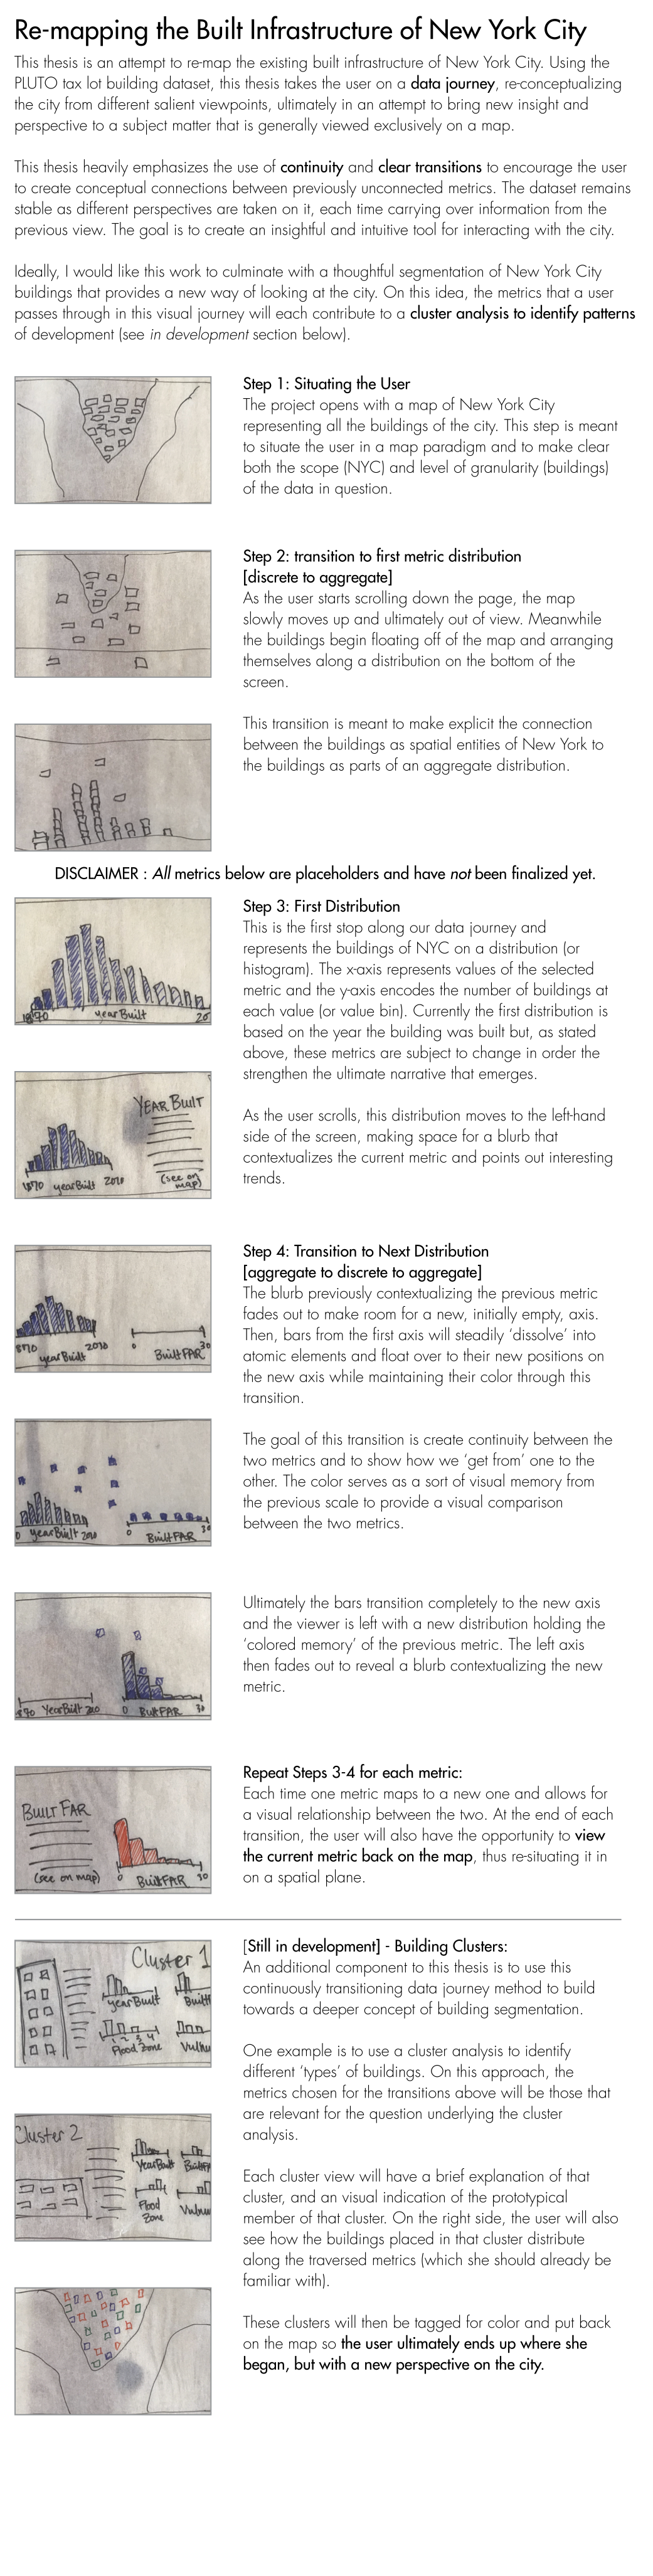 Re-mapping the Built Infrastructure of New York City
This thesis is an attempt to re-map the existing built infrastructure of New York City. Using the
PLUTO tax lot building dataset, this thesis takes the user on a data journey, re-conceptualizing
the city from different salient viewpoints, ultimately in an attempt to bring new insight and
perspective to a subject matter that is generally viewed exclusively on a map.
This thesis heavily emphasizes the use of continuity and clear transitions to encourage the user
to create conceptual connections between previously unconnected metrics. The dataset remains
stable as different perspectives are taken on it, each time carrying over information from the
previous view. The goal is to create an insightful and intuitive tool for interacting with the city.
Ideally, I would like this work to culminate with a thoughtful segmentation of New York City
buildings that provides a new way of looking at the city. On this idea, the metrics that a user
passes through in this visual journey will each contribute to a cluster analysis to identify patterns
of development (see in development section below).
Step 1: Situating the User
The project opens with a map of New York City
representing all the buildings of the city. This step is meant
to situate the user in a map paradigm and to make clear
both the scope (NYC) and level of granularity (buildings)
of the data in question.
Step 2: transition to first metric distribution
[discrete to aggregate]
As the user starts scrolling down the page, the map
slowly moves up and ultimately out of view. Meanwhile
the buildings begin floating off of the map and arranging
themselves along a distribution on the bottom of the
screen.
This transition is meant to make explicit the connection
between the buildings as spatial entities of New York to
the buildings as parts of an aggregate distribution.
DISCLAIMER : All metrics below are placeholders and have not been finalized yet.
1890 yearBuilt 20
Step 3: First Distribution
This is the first stop along our data journey and
represents the buildings of NYC on a distribution (or
histogram). The x-axis represents values of the selected
metric and the y-axis encodes the number of buildings at
each value (or value bin). Currently the first distribution is
based on the year the building was built but, as stated
above, these metrics are subject to change in order the
strengthen the ultimate narrative that emerges.
YEAR BUILT
(see on
map)
1870 yearBuilt 2010
As the user scrolls, this distribution moves to the left-hand
side of the screen, making space for a blurb that
contextualizes the current metric and points out interesting
trends.
870 2010 0 30
yearBuilt BuiltFAR
Step 4: Transition to Next Distribution
[aggregate to discrete to aggregate]
The blurb previously contextualizing the previous metric
fades out to make room for a new, initially empty, axis.
Then, bars from the first axis will steadily ‘dissolve’ into
atomic elements and float over to their new positions on
the new axis while maintaining their color through this
transition.
0 yearBuilt 2010 0 BuiltFAR 30
The goal of this transition is create continuity between the
two metrics and to show how we ‘get from’ one to the
other. The color serves as a sort of visual memory from
the previous scale to provide a visual comparison
between the two metrics.
YearBuilt 0 BuiltFAR 30
Ultimately the bars transition completely to the new axis
and the viewer is left with a new distribution holding the
‘colored memory’ of the previous metric. The left axis
then fades out to reveal a blurb contextualizing the new
metric.
BUILT FAR
(see on map) 0 BuiltFAR 30
Repeat Steps 3-4 for each metric:
Each time one metric maps to a new one and allows for
a visual relationship between the two. At the end of each
transition, the user will also have the opportunity to view
the current metric back on the map, thus re-situating it in
on a spatial plane.
Cluster 1
yearBuilt Built
1 2 3 4
Flood Zone Vulnu
[Still in development] - Building Clusters:
An additional component to this thesis is to use this
continuously transitioning data journey method to build
towards a deeper concept of building segmentation.
One example is to use a cluster analysis to identify
different ‘types’ of buildings. On this approach, the
metrics chosen for the transitions above will be those that
are relevant for the question underlying the cluster
analysis.
Cluster 2
YearBuilt BuiltF
Flood
Zone
Vulnu
Each cluster view will have a brief explanation of that
cluster, and an visual indication of the prototypical
member of that cluster. On the right side, the user will also
see how the buildings placed in that cluster distribute
along the traversed metrics (which she should already be
familiar with).
These clusters will then be tagged for color and put back
on the map so the user ultimately ends up where she
began, but with a new perspective on the city.